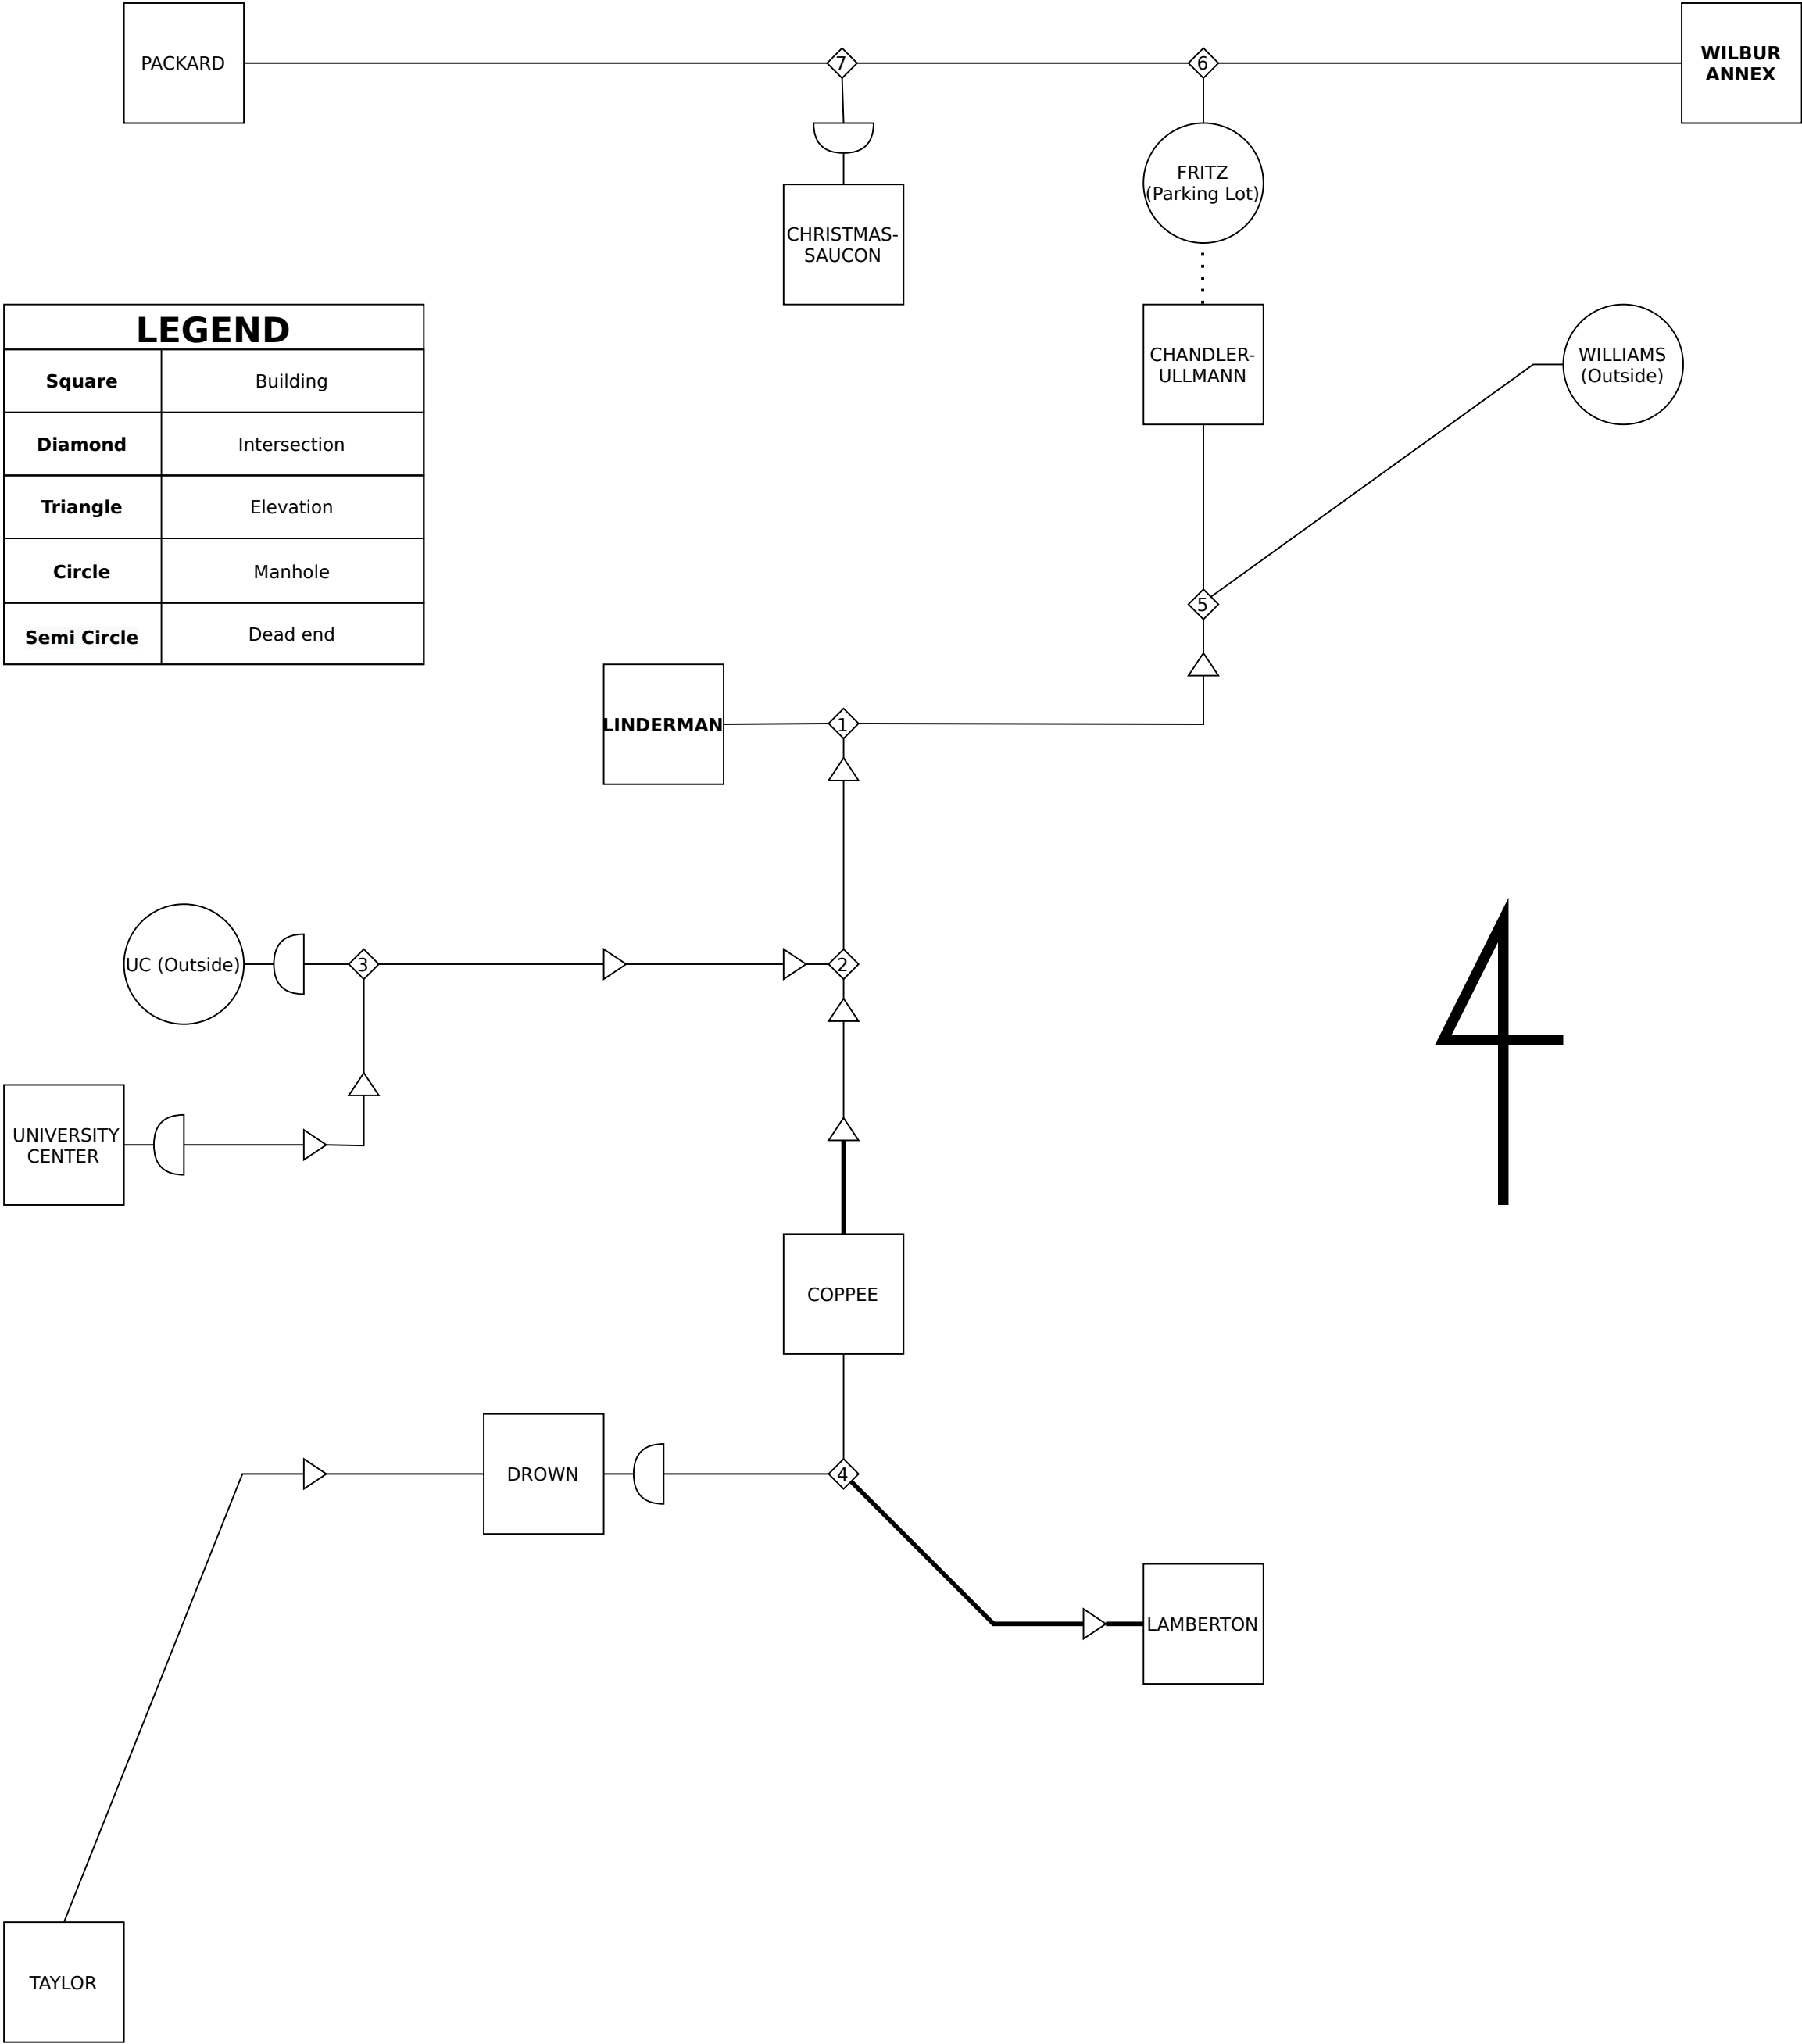 PACKARD
7
6
WILBUR
ANNEX
FRITZ
(Parking Lot)
CHRISTMAS-
SAUCON
LEGEND
Square Building
Diamond Intersection
Triangle Elevation
Circle Manhole
Semi Circle Dead end
CHANDLER-
ULLMANN
WILLIAMS
(Outside)
5
LINDERMAN
1
UC (Outside)
3
2
UNIVERSITY
CENTER
COPPEE
DROWN
4
LAMBERTON
TAYLOR